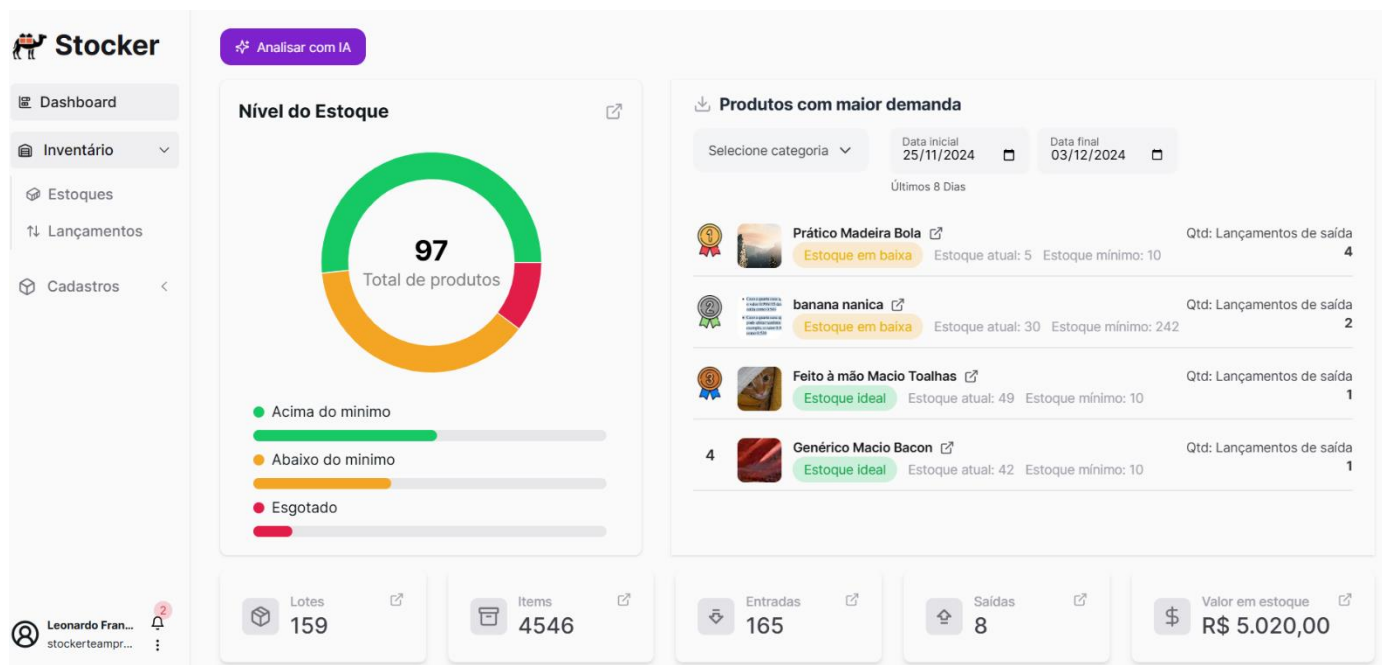 Stocker
Dashboard
Inventário
Estoques
Lançamentos
Cadastros
2
Leonardo Fran...
stockerteampr...
Analisar com IA
Nível do Estoque
97
Total de produtos
Acima do minimo
Abaixo do minimo
Esgotado
Produtos com maior demanda
Selecione categoria
Data inicial
25/11/2024
Data final
03/12/2024
Últimos 8 Dias
1
Prático Madeira Bola
Qtd: Lançamentos de saída
Estoque em baixa Estoque atual: 5 Estoque mínimo: 10
4
2
banana nanica
Qtd: Lançamentos de saída
Estoque em baixa Estoque atual: 30 Estoque mínimo: 242
2
3
Feito à mão Macio Toalhas
Qtd: Lançamentos de saída
Estoque ideal Estoque atual: 49 Estoque mínimo: 10
1
4
Genérico Macio Bacon
Qtd: Lançamentos de saída
Estoque ideal Estoque atual: 42 Estoque mínimo: 10
1
Lotes
159
Items
4546
Entradas
165
Saídas
8
Valor em estoque
R$ 5.020,00